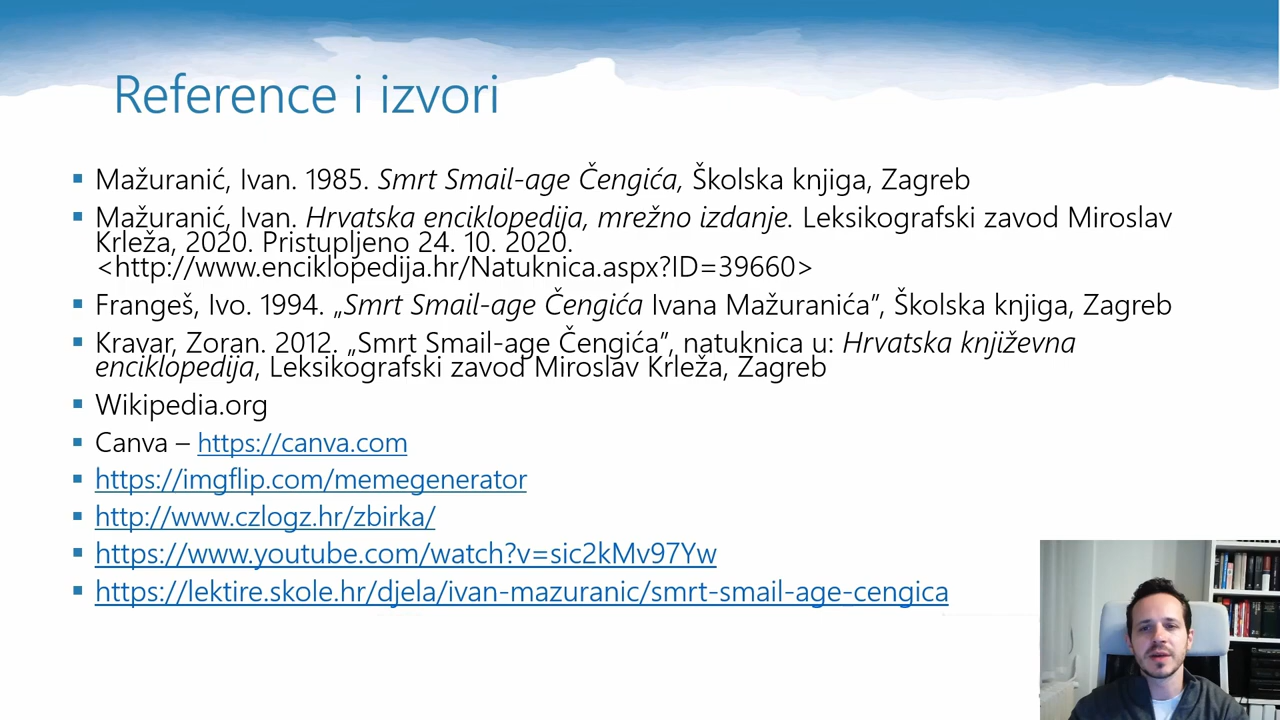 Reference i izvori
Mažuranić, Ivan. 1985. Smrt Smail-age Čengića, Školska knjiga, Zagreb
Mažuranić, Ivan. Hrvatska enciklopedija, mrežno izdanje. Leksikografski zavod Miroslav
Krleža, 2020. Pristupljeno 24. 10. 2020.
<http://www.enciklopedija.hr/Natuknica.aspx?ID=39660>
Frangeš, Ivo. 1994. „Smrt Smail-age Čengića Ivana Mažuranića”, Školska knjiga, Zagreb
Kravar, Zoran. 2012. „Smrt Smail-age Čengića”, natuknica u: Hrvatska književna
enciklopedija, Leksikografski zavod Miroslav Krleža, Zagreb
Wikipedia.org
Canva – https://canva.com
https://imgflip.com/memegenerator
http://www.czlogz.hr/zbirka/
https://www.youtube.com/watch?v=sic2kMv97Yw
https://lektire.skole.hr/djela/ivan-mazuranic/smrt-smail-age-cengica